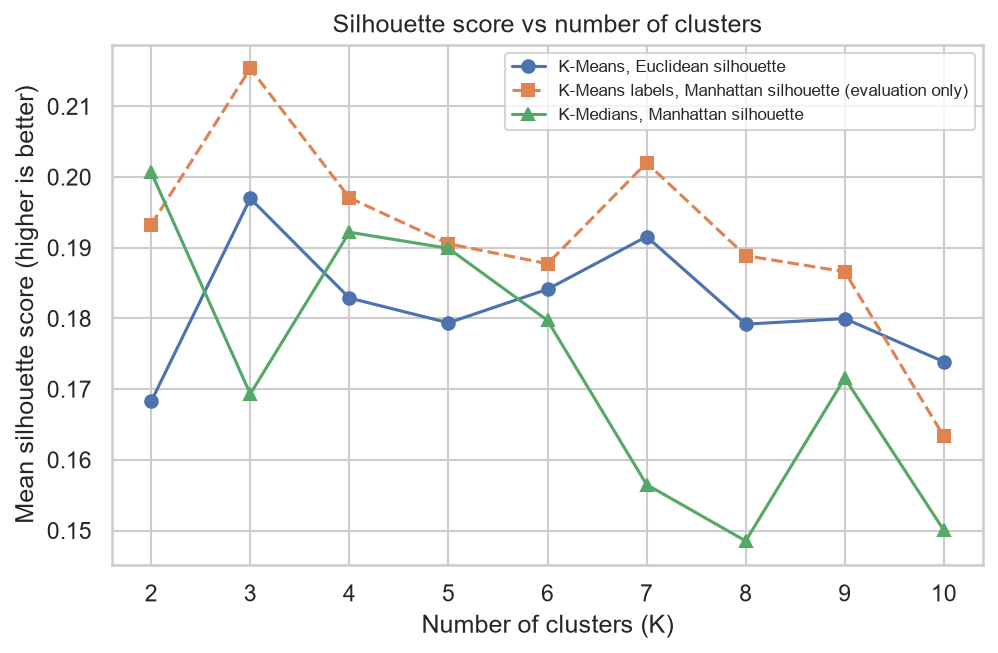 Silhouette score vs number of clusters
K-Means, Euclidean silhouette
K-Means labels, Manhattan silhouette (evaluation only)
K-Medians, Manhattan silhouette
Mean silhouette score (higher is better)
0.21
0.20
0.19
0.18
0.17
0.16
0.15
2 3 4 5 6 7 8 9 10
Number of clusters (K)